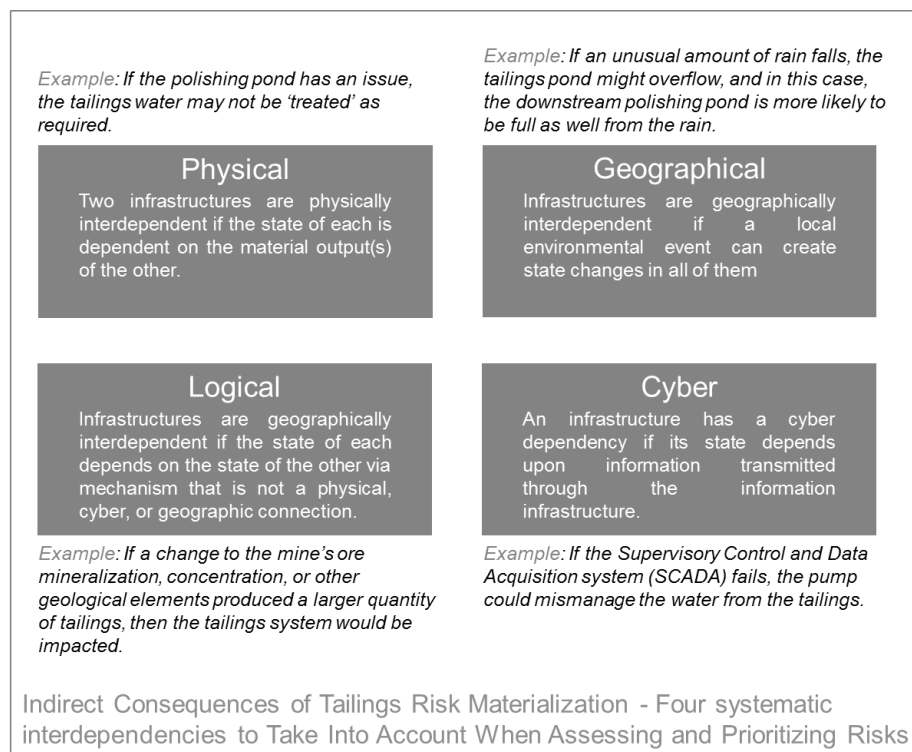 Example: If the polishing pond has an issue,
the tailings water may not be ‘treated’ as
required.
Physical
Two infrastructures are physically
interdependent if the state of each is
dependent on the material output(s)
of the other.
Example: If an unusual amount of rain falls, the
tailings pond might overflow, and in this case,
the downstream polishing pond is more likely to
be full as well from the rain.
Geographical
Infrastructures are geographically
interdependent if a local
environmental event can create
state changes in all of them
Logical
Infrastructures are geographically
interdependent if the state of each
depends on the state of the other via
mechanism that is not a physical,
cyber, or geographic connection.
Example: If a change to the mine’s ore
mineralization, concentration, or other
geological elements produced a larger quantity
of tailings, then the tailings system would be
impacted.
Cyber
An infrastructure has a cyber
dependency if its state depends
upon information transmitted
through the information
infrastructure.
Example: If the Supervisory Control and Data
Acquisition system (SCADA) fails, the pump
could mismanage the water from the tailings.
Indirect Consequences of Tailings Risk Materialization - Four systematic
interdependencies to Take Into Account When Assessing and Prioritizing Risks